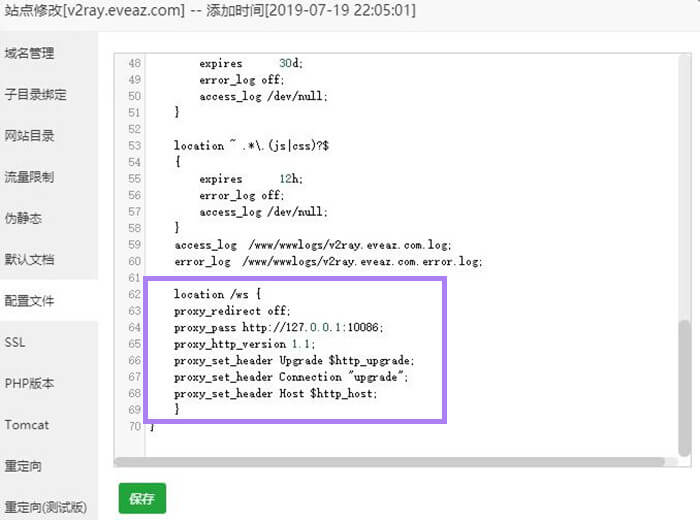 站点修改[v2ray.eveaz.com] -- 添加时间[2019-07-19 22:05:01]
域名管理
子目录绑定
网站目录
流量限制
伪静态
默认文档
配置文件
SSL
PHP版本
Tomcat
重定向
重定向(测试版)
48 expires      30d;
49 error_log off;
50 access_log /dev/null;
51 }
52
53 location ~ .*\.(js|css)?$
54 {
55 expires      12h;
56 error_log off;
57 access_log /dev/null;
58 }
59 access_log  /www/wwwlogs/v2ray.eveaz.com.log;
60 error_log  /www/wwwlogs/v2ray.eveaz.com.error.log;
61
62 location /ws {
63 proxy_redirect off;
64 proxy_pass http://127.0.0.1:10086;
65 proxy_http_version 1.1;
66 proxy_set_header Upgrade $http_upgrade;
67 proxy_set_header Connection "upgrade";
68 proxy_set_header Host $http_host;
69 }
70 }
保存